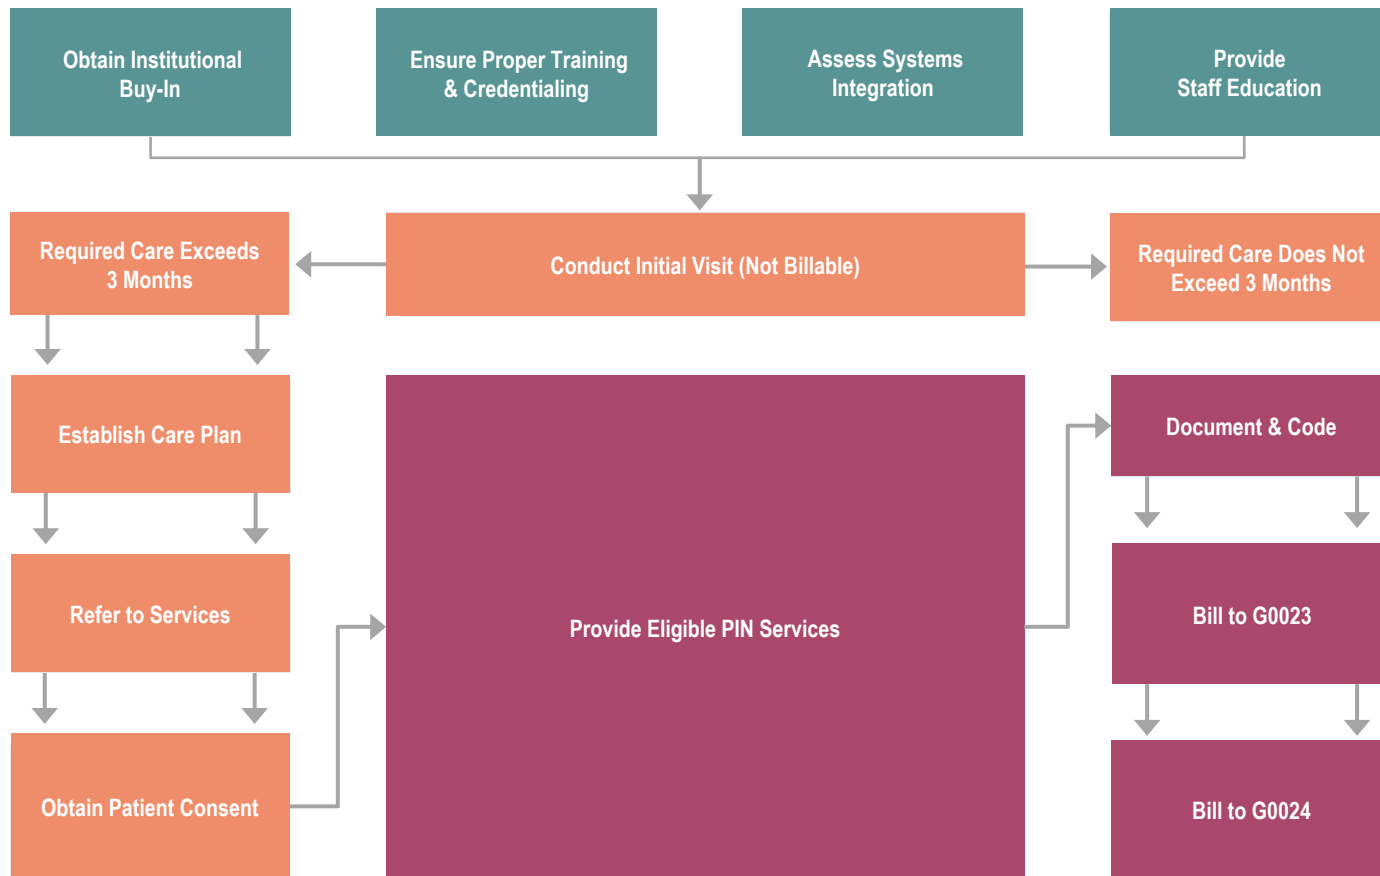 Obtain Institutional
Buy-In
Ensure Proper Training
& Credentialing
Assess Systems
Integration
Provide
Staff Education
Required Care Exceeds
3 Months
Conduct Initial Visit (Not Billable)
Required Care Does Not
Exceed 3 Months
Establish Care Plan
Refer to Services
Obtain Patient Consent
Provide Eligible PIN Services
Document & Code
Bill to G0023
Bill to G0024